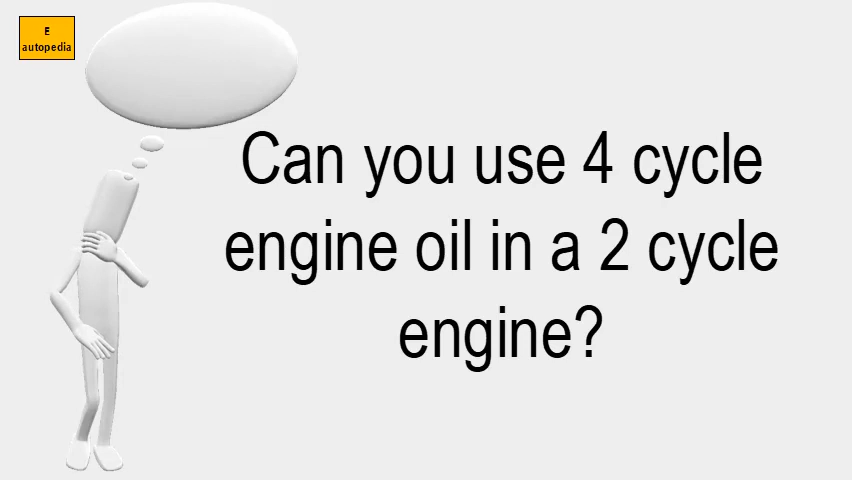 E
autopedia
Can you use 4 cycle
engine oil in a 2 cycle
engine?